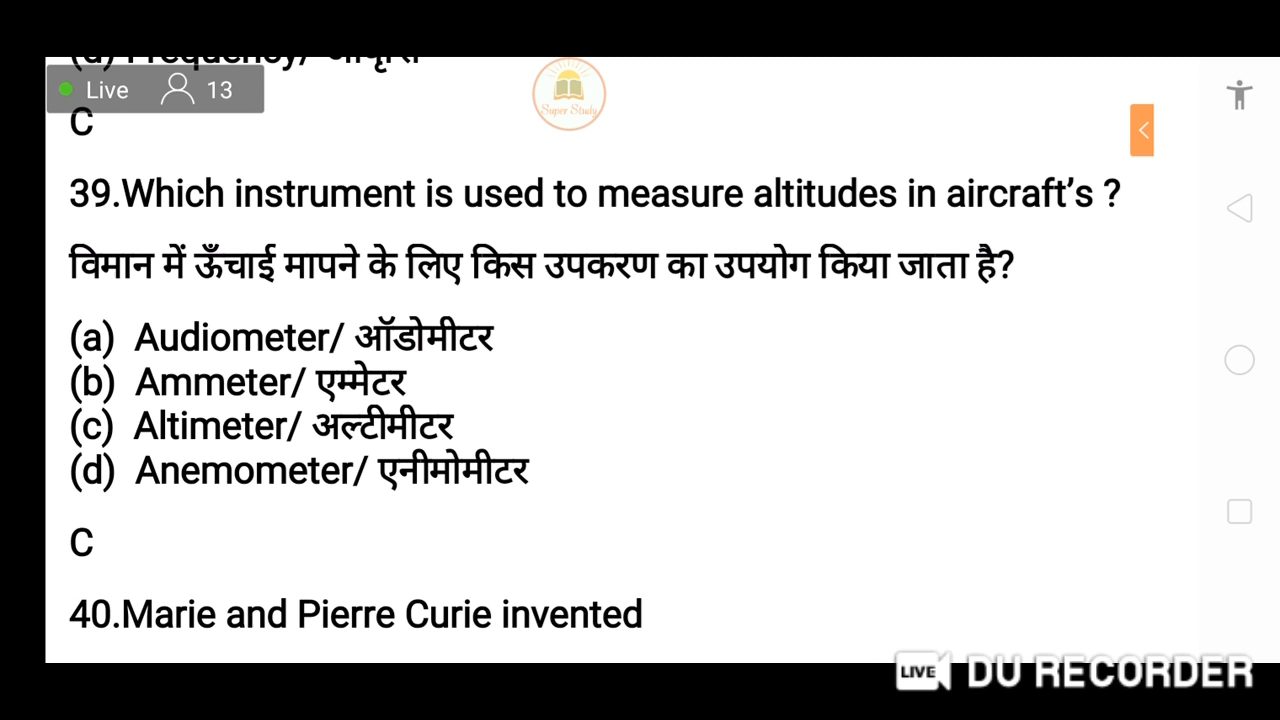 (d) Frequency/ आवृत्ति
Live 13
Super Study
C
39.Which instrument is used to measure altitudes in aircraft’s ?
विमान में ऊँचाई मापने के लिए किस उपकरण का उपयोग किया जाता है?
(a) Audiometer/ ऑडोमीटर
(b) Ammeter/ एम्मेटर
(c) Altimeter/ अल्टीमीटर
(d) Anemometer/ एनीमोमीटर
C
40.Marie and Pierre Curie invented
LIVE DU RECORDER